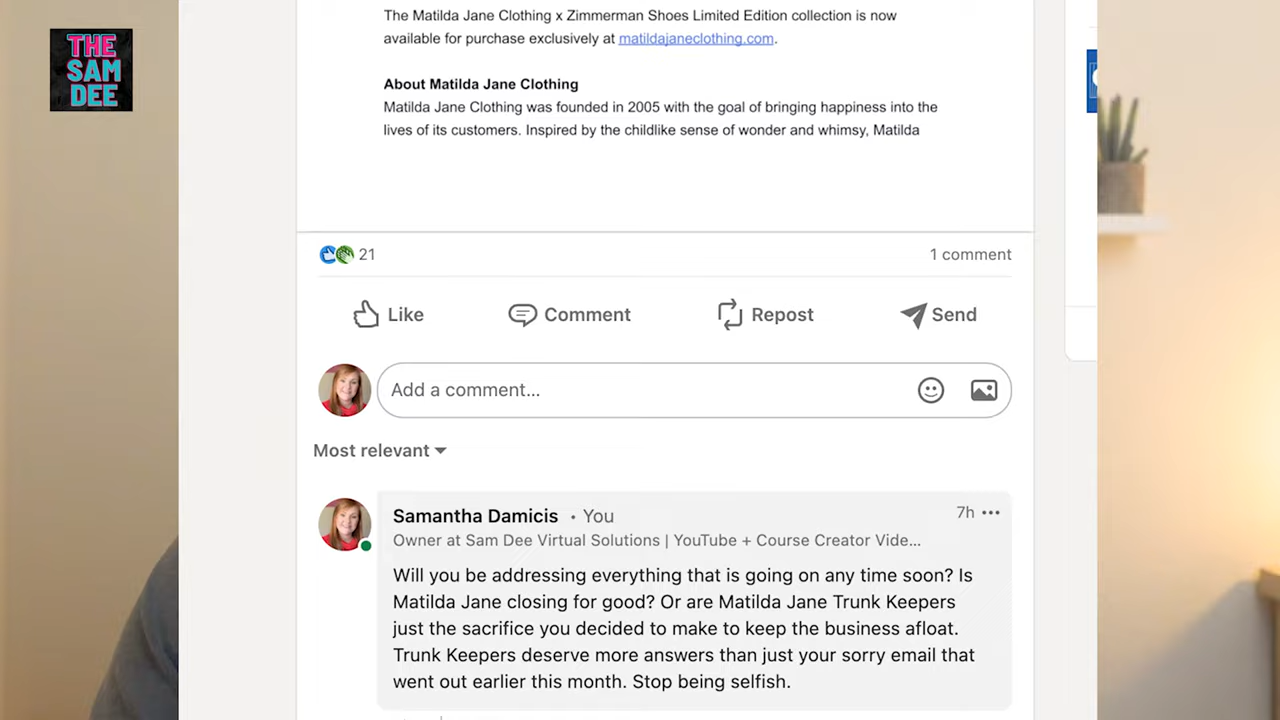 THE
SAM
DEE
The Matilda Jane Clothing x Zimmerman Shoes Limited Edition collection is now
available for purchase exclusively at matildajaneclothing.com.
About Matilda Jane Clothing
Matilda Jane Clothing was founded in 2005 with the goal of bringing happiness into the
lives of its customers. Inspired by the childlike sense of wonder and whimsy, Matilda
21
1 comment
Like
Comment
Repost
Send
Add a comment...
Most relevant
Samantha Damicis • You
7h
Owner at Sam Dee Virtual Solutions | YouTube + Course Creator Vide...
Will you be addressing everything that is going on any time soon? Is
Matilda Jane closing for good? Or are Matilda Jane Trunk Keepers
just the sacrifice you decided to make to keep the business afloat.
Trunk Keepers deserve more answers than just your sorry email that
went out earlier this month. Stop being selfish.